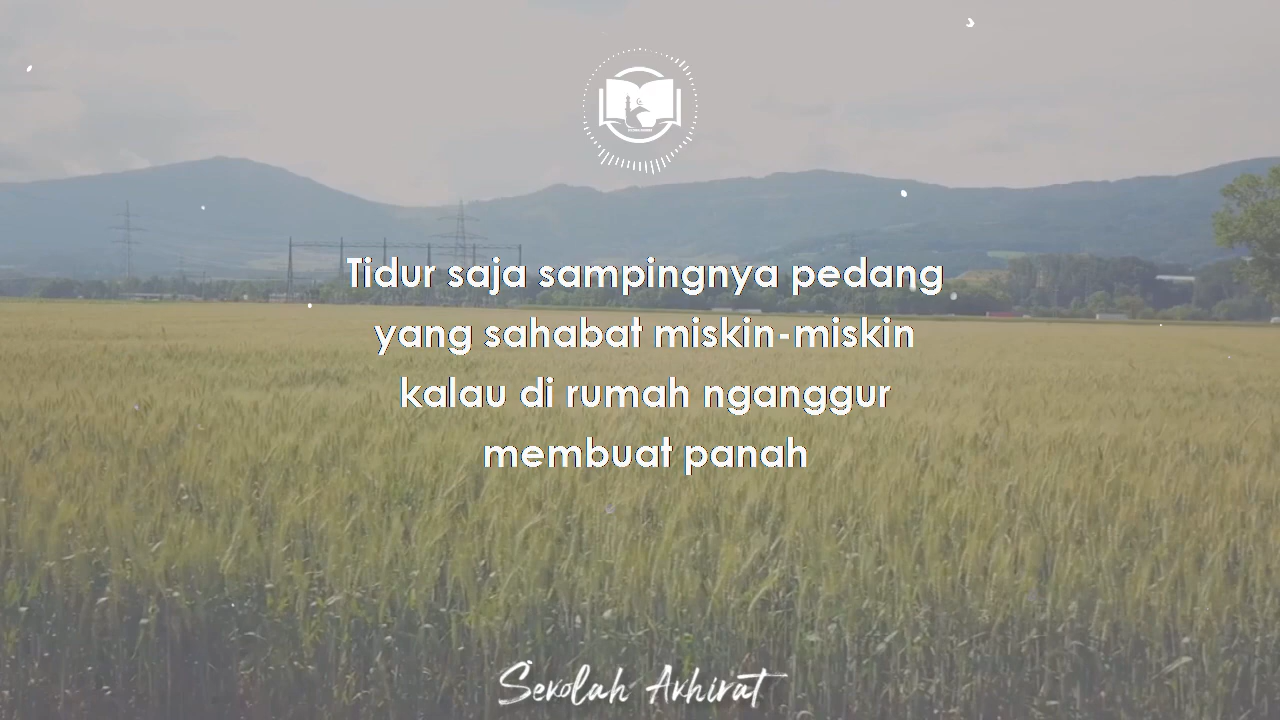 Tidur saja sampingnya pedang
yang sahabat miskin-miskin
kalau di rumah nganggur
membuat panah
Sekolah Akhirat